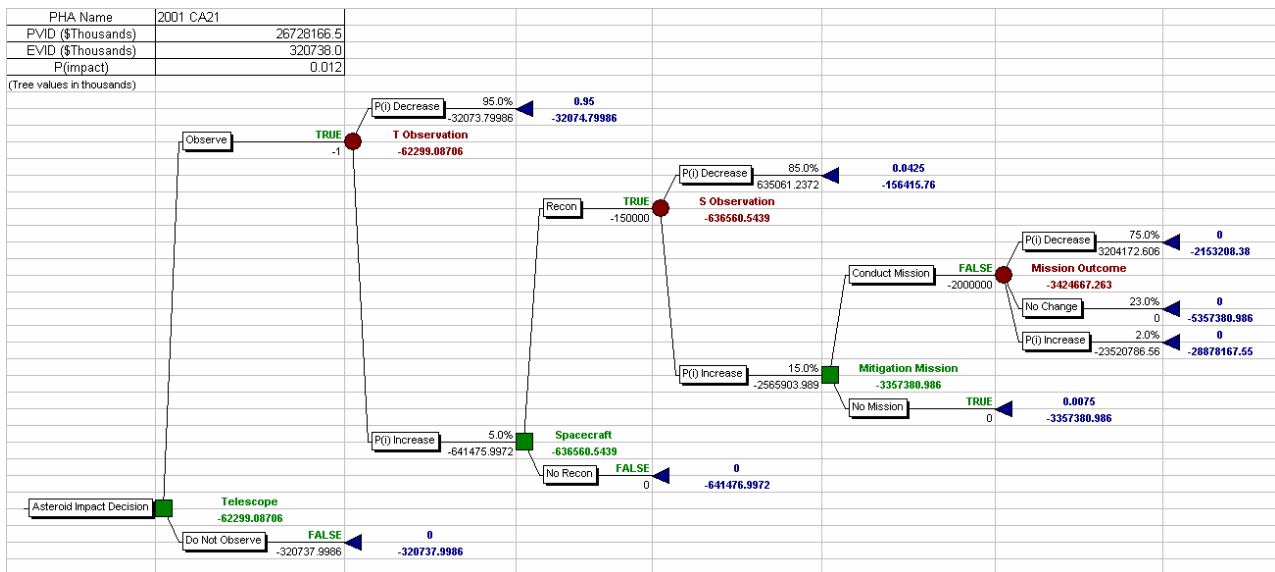 PHA Name 2001 CA21
PVID ($Thousands) 26728166.5
EVID ($Thousands) 320738.0
P(impact) 0.012
(Tree values in thousands)
P(i) Decrease 95.0% 0.95
-32073.79986 -32074.79986
Observe TRUE T Observation
-1 -62299.08706
P(i) Decrease 85.0% 0.0425
635061.2372 -156415.76
Recon TRUE S Observation
-150000 -636560.5439
P(i) Decrease 75.0% 0
3204172.606 -2153208.38
Conduct Mission FALSE Mission Outcome
-2000000 -3424667.263
No Change 23.0% 0
0 -5357380.986
P(i) Increase 2.0% 0
-23520786.56 -28878167.55
P(i) Increase 15.0% Mitigation Mission
-2565903.989 -3357380.986
No Mission TRUE 0.0075
0 -3357380.986
P(i) Increase 5.0% Spacecraft
-641475.9972 -636560.5439
No Recon FALSE 0
0 -641476.9972
Asteroid Impact Decision Telescope
-62299.08706
Do Not Observe FALSE 0
-320737.9986 -320737.9986